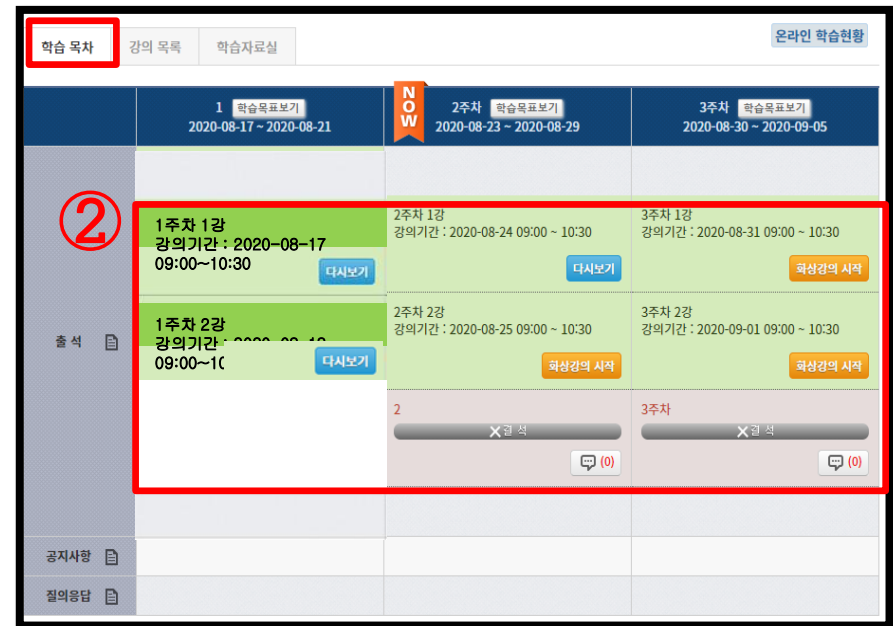 학습 목차
강의 목록
학습자료실
온라인 학습현황
1 학습목표보기
2020-08-17 ~ 2020-08-21
NOW
2주차 학습목표보기
2020-08-23 ~ 2020-08-29
3주차 학습목표보기
2020-08-30 ~ 2020-09-05
②
출석
1주차 1강
강의기간 : 2020-08-17
09:00~10:30
다시보기
2주차 1강
강의기간 : 2020-08-24 09:00 ~ 10:30
다시보기
3주차 1강
강의기간 : 2020-08-31 09:00 ~ 10:30
화상강의 시작
1주차 2강
강의기간 :
09:00~1
다시보기
2주차 2강
강의기간 : 2020-08-25 09:00 ~ 10:30
화상강의 시작
3주차 2강
강의기간 : 2020-09-01 09:00 ~ 10:30
화상강의 시작
2
X결석
(0)
3주차
X결석
(0)
공지사항
질의응답